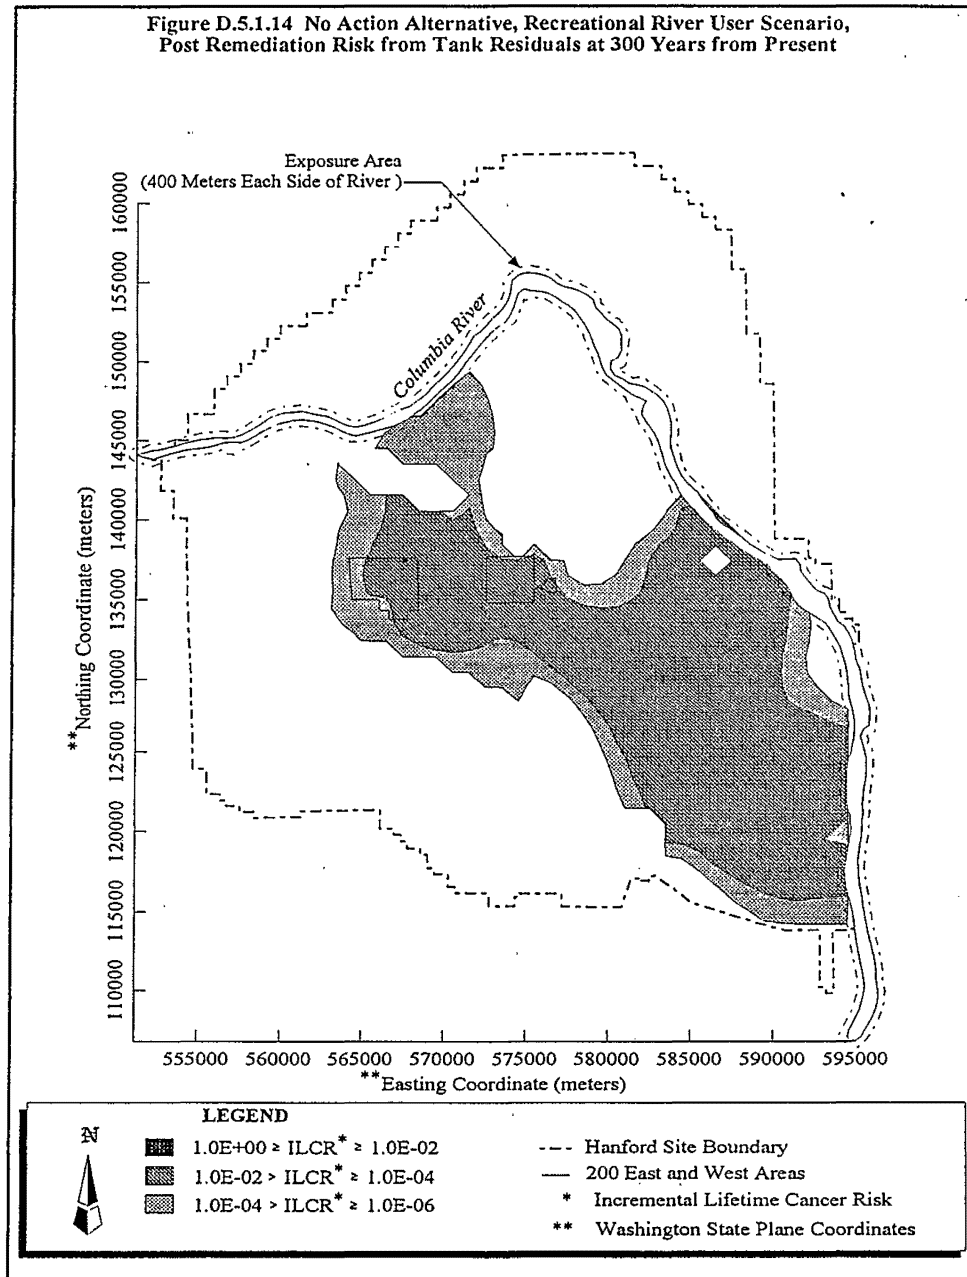 Figure D.5.1.14 No Action Alternative, Recreational River User Scenario,
Post Remediation Risk from Tank Residuals at 300 Years from Present
Exposure Area
(400 Meters Each Side of River )
Columbia River
160000
155000
150000
145000
140000
135000
130000
125000
120000
115000
110000
**Northing Coordinate (meters)
555000 560000 565000 570000 575000 580000 585000 590000 595000
**Easting Coordinate (meters)
LEGEND
N
1.0E+00 ≥ ILCR* ≥ 1.0E-02
1.0E-02 > ILCR* ≥ 1.0E-04
1.0E-04 > ILCR* ≥ 1.0E-06
Hanford Site Boundary
200 East and West Areas
* Incremental Lifetime Cancer Risk
** Washington State Plane Coordinates